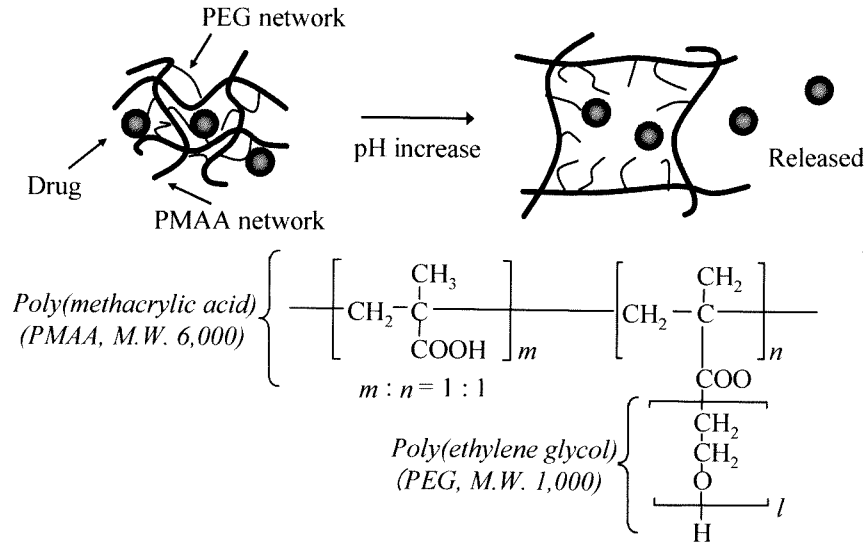 PEG network
pH increase
Drug
PMAA network
Released
Poly(methacrylic acid)
(PMAA, M.W. 6,000)
CH₃
CH₂ C
COOH
m
m : n = 1 : 1
CH₂
CH₂ C
n
COO
Poly(ethylene glycol)
(PEG, M.W. 1,000)
CH₂
CH₂
O
l
H